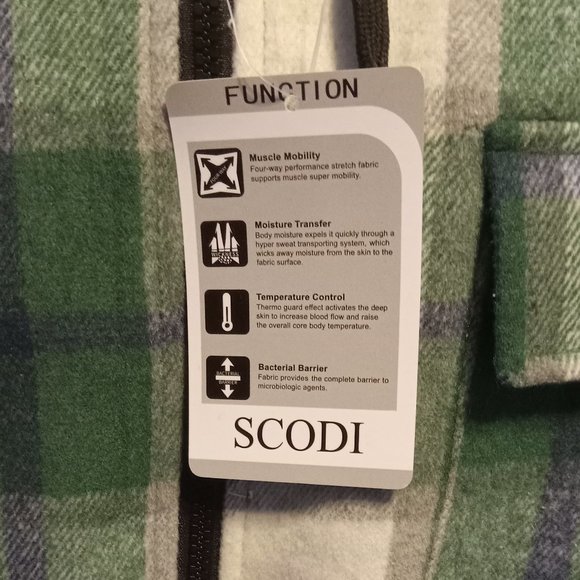 FUNCTION
Muscle Mobility
Four-way performance stretch fabric
supports muscle super mobility.
Moisture Transfer
Body moisture expels it quickly through a
hyper sweat transporting system, which
wicks away moisture from the skin to the
fabric surface.
WICKNESS
Temperature Control
Thermo guard effect activates the deep
skin to increase blood flow and raise
the overall core body temperature.
Bacterial Barrier
Fabric provides the complete barrier to
microbiologic agents.
BACTERIAL
BARRIER
SCODI